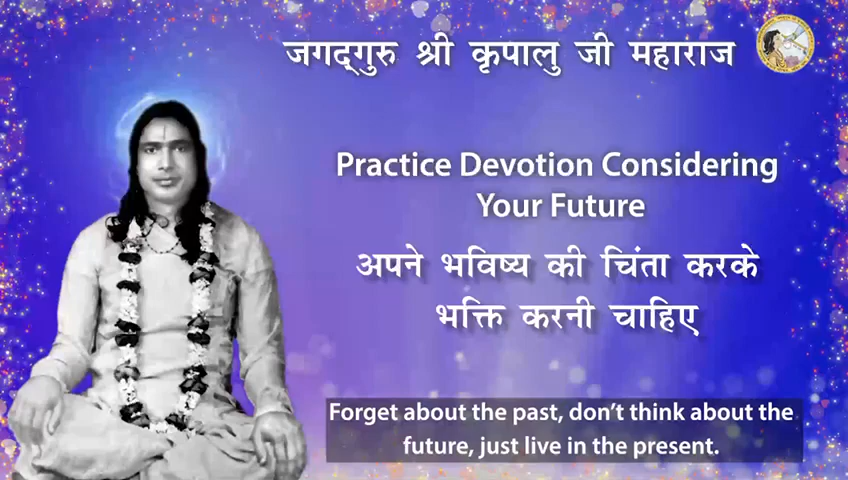 जगद्गुरु श्री कृपालु जी महाराज
Practice Devotion Considering
Your Future
अपने भविष्य की चिंता करके
भक्ति करनी चाहिए
Forget about the past, don't think about the
future, just live in the present.